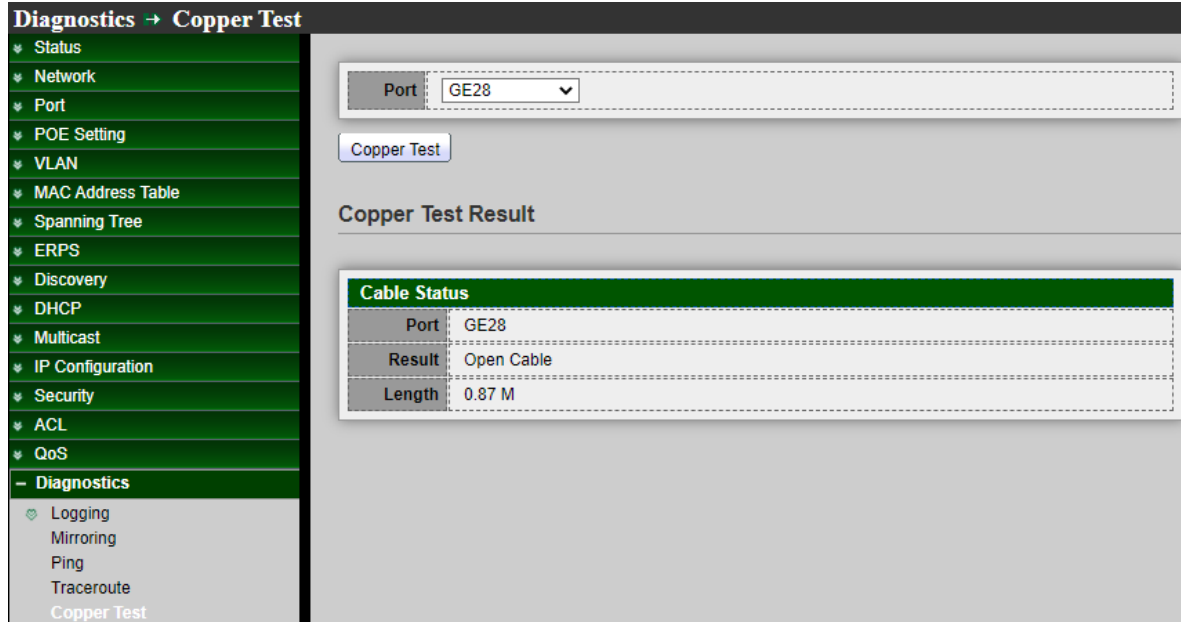 Diagnostics → Copper Test
Status
Network
Port
POE Setting
VLAN
MAC Address Table
Spanning Tree
ERPS
Discovery
DHCP
Multicast
IP Configuration
Security
ACL
QoS
Diagnostics
Logging
Mirroring
Ping
Traceroute
Copper Test
Port GE28
Copper Test
Copper Test Result
Cable Status
Port GE28
Result Open Cable
Length 0.87 M